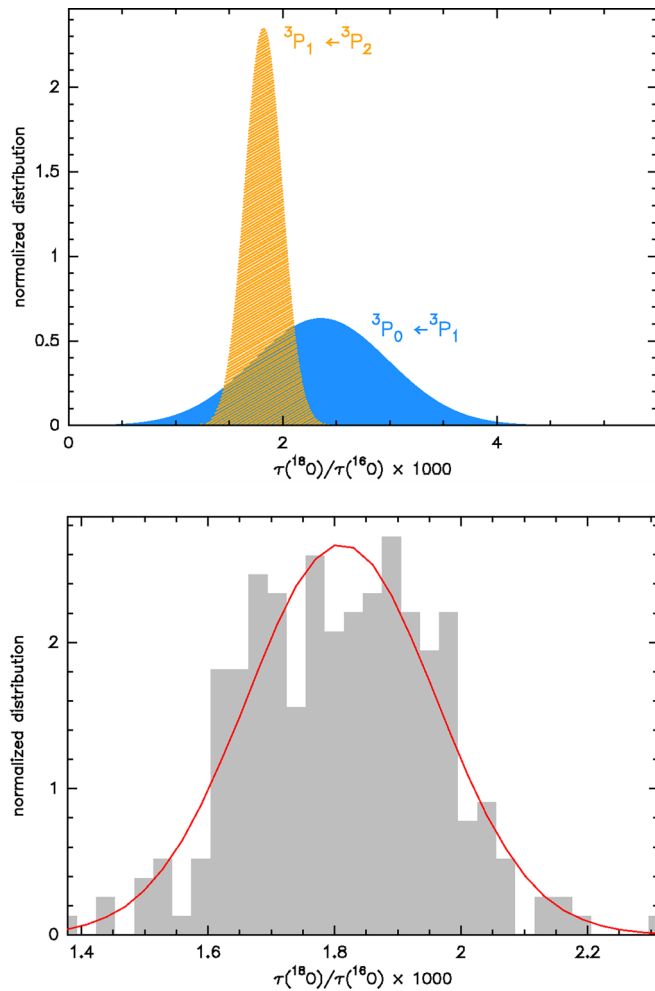 ³P₁ ←³P₂
³P₀ ←³P₁
normalized distribution
0
0.5
1
1.5
2
0
2
4
τ(¹⁸O)/τ(¹⁶O) × 1000
normalized distribution
0
1
2
1.4
1.6
1.8
2
2.2
τ(¹⁸O)/τ(¹⁶O) × 1000